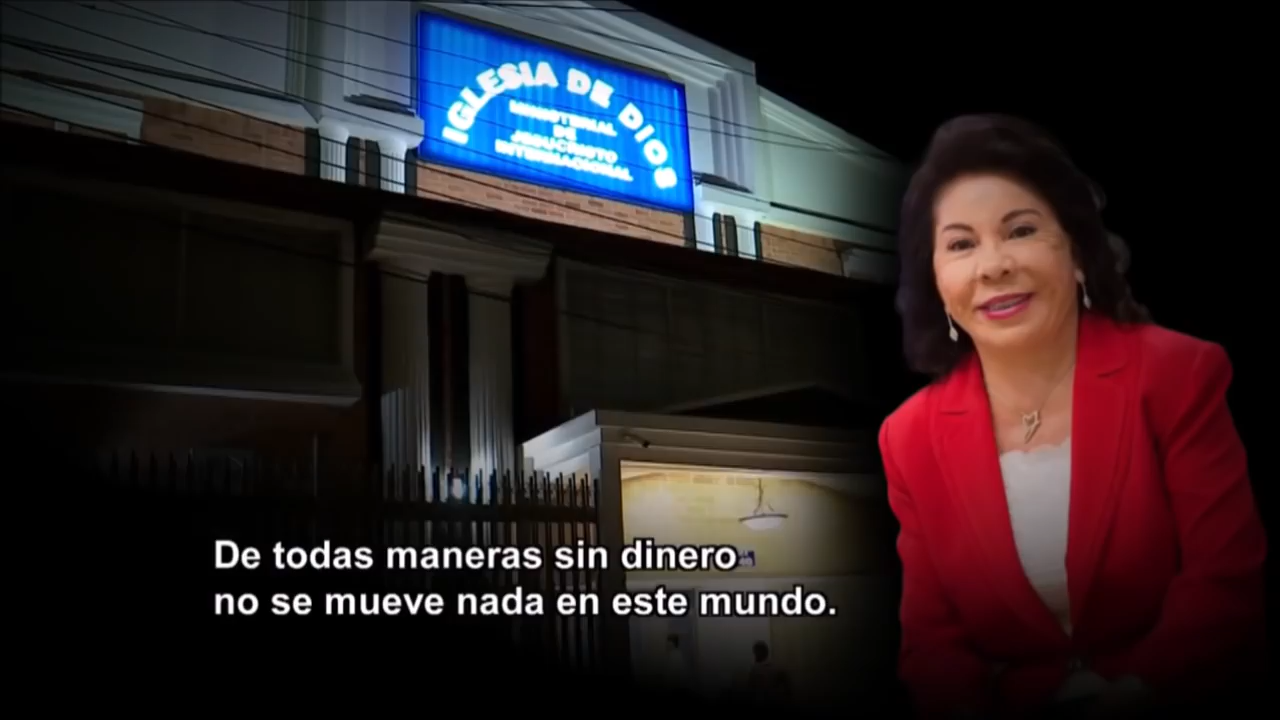 IGLESIA DE DIOS
MINISTERIAL
DE
JESUCRISTO
INTERNACIONAL
De todas maneras sin dinero
no se mueve nada en este mundo.